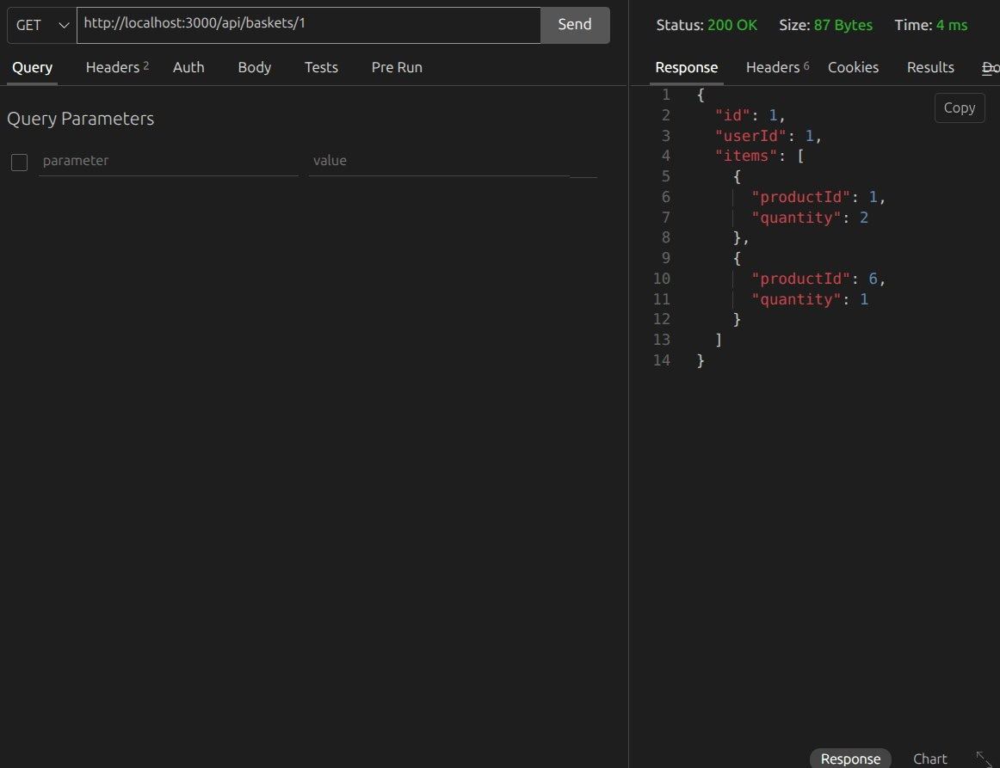 GET http://localhost:3000/api/baskets/1 Send
Query Headers 2 Auth Body Tests Pre Run
Query Parameters
parameter value
Status: 200 OK Size: 87 Bytes Time: 4 ms
Response Headers 6 Cookies Results Do
Copy
1 {
2 "id": 1,
3 "userId": 1,
4 "items": [
5 {
6 "productId": 1,
7 "quantity": 2
8 },
9 {
10 "productId": 6,
11 "quantity": 1
12 }
13 ]
14 }
Response Chart